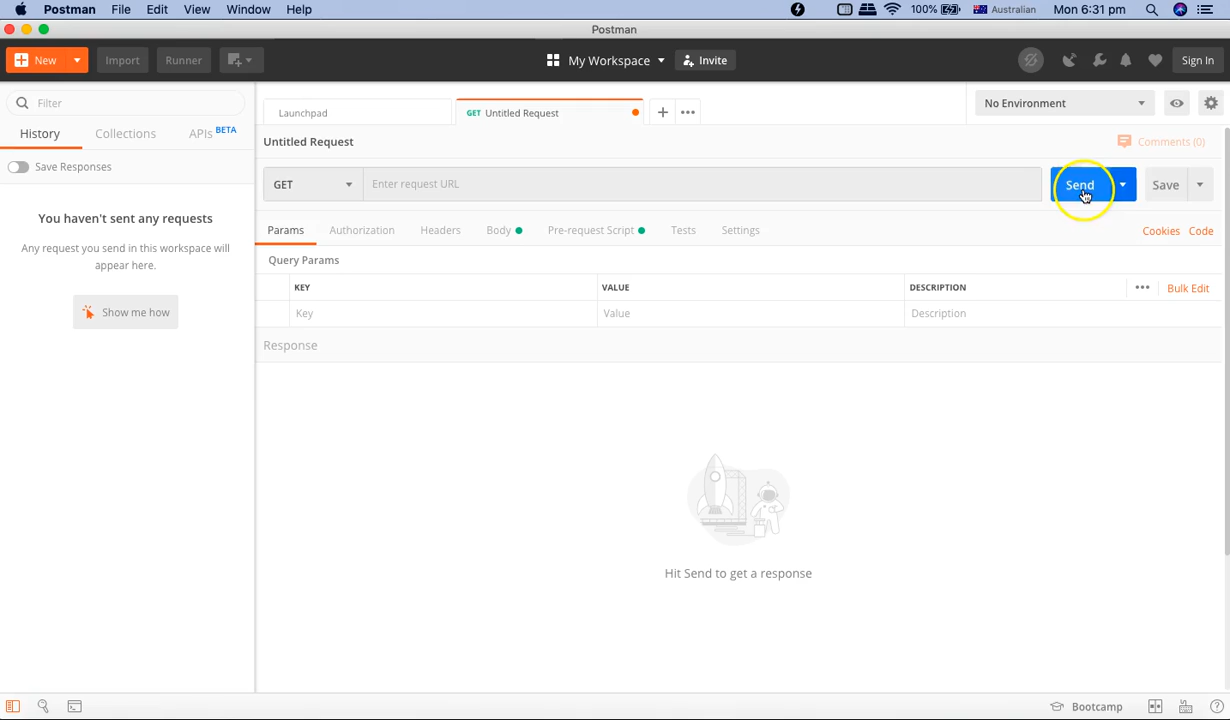 Postman File Edit View Window Help 100% Australian Mon 6:31 pm
Postman
New Import Runner My Workspace Invite Sign In
Filter
History Collections APIs BETA
Save Responses
You haven't sent any requests
Any request you send in this workspace will
appear here.
Show me how
Launchpad GET Untitled Request No Environment
Untitled Request Comments (0)
GET Enter request URL Send Save
Params Authorization Headers Body Pre-request Script Tests Settings Cookies Code
Query Params
KEY VALUE DESCRIPTION Bulk Edit
Key Value Description
Response
Hit Send to get a response
Bootcamp